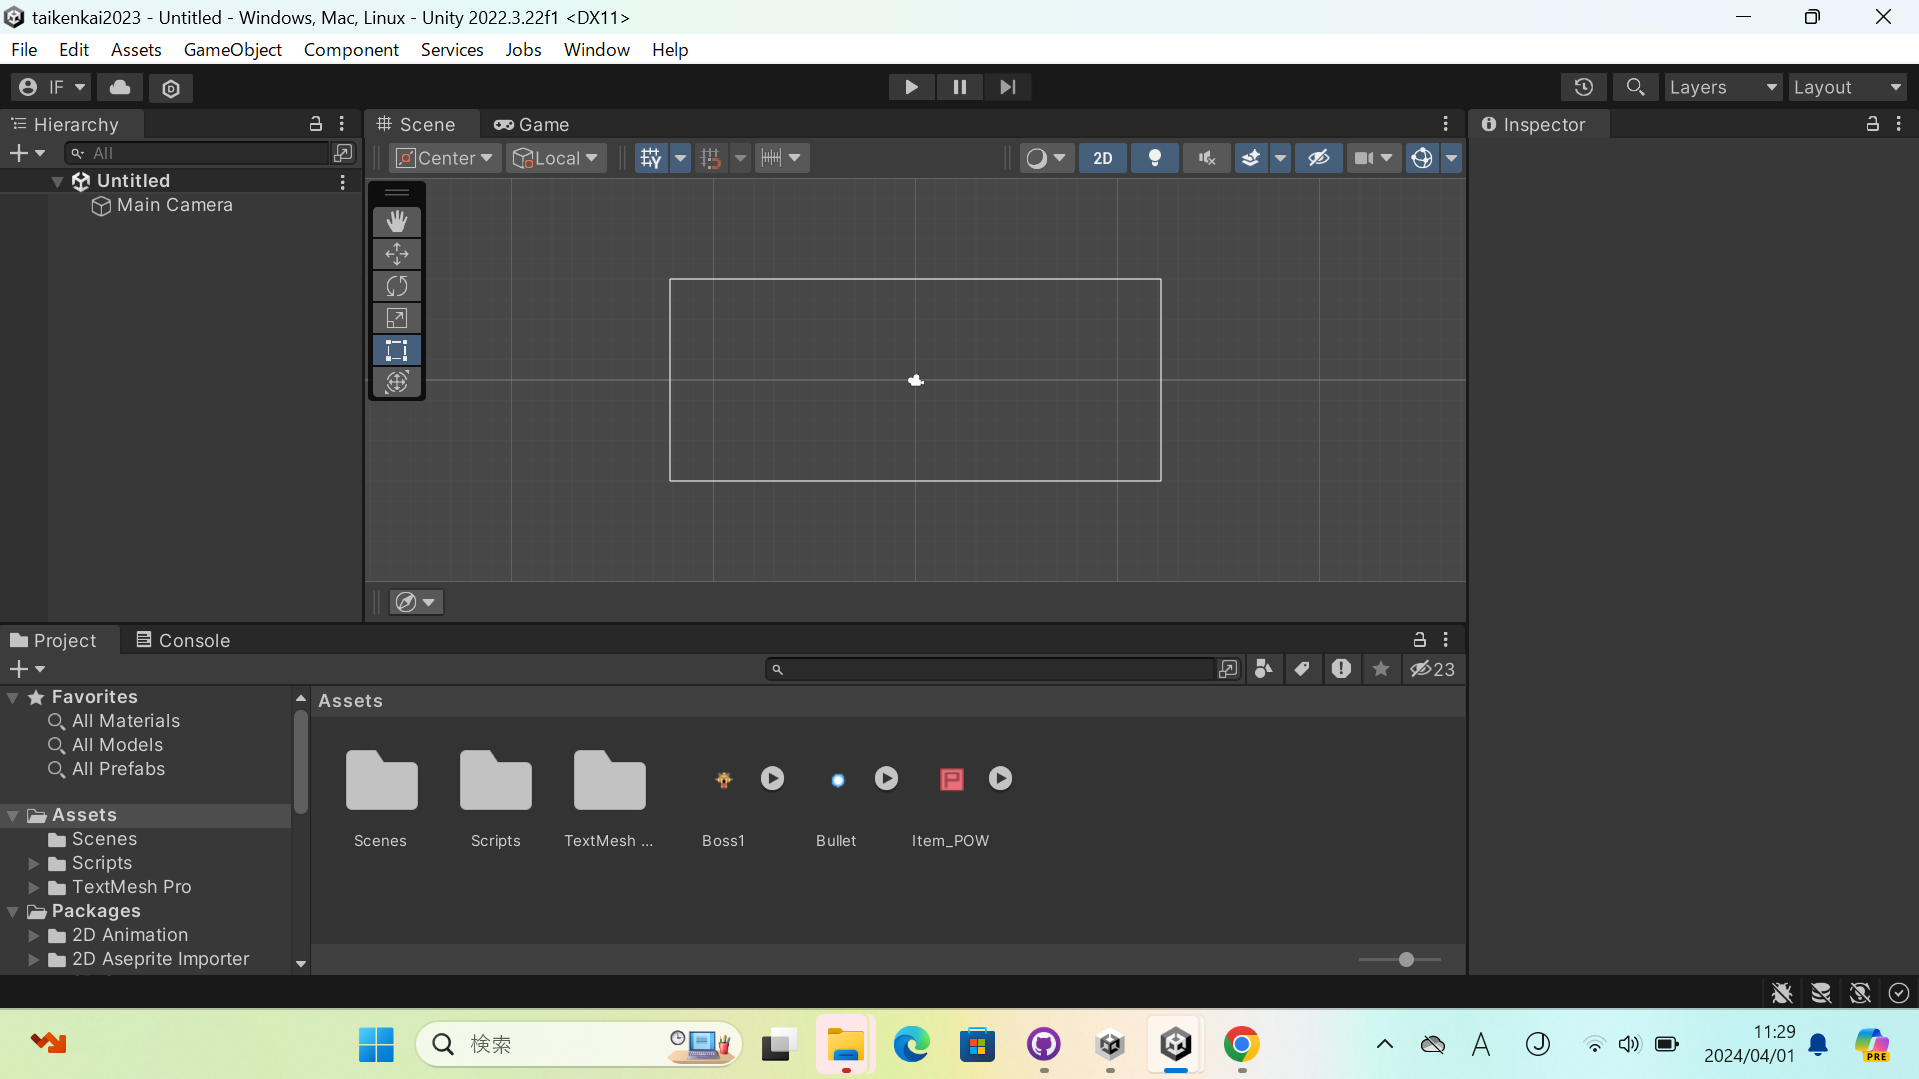 taikenkai2023 - Untitled - Windows, Mac, Linux - Unity 2022.3.22f1 <DX11>
File Edit Assets GameObject Component Services Jobs Window Help
IF Layers Layout
Hierarchy Scene Game Inspector
All Center Local 2D
Untitled
Main Camera
Project Console
23
Favorites Assets
All Materials
All Models
All Prefabs
Assets
Scenes
Scripts
TextMesh Pro
Packages
2D Animation
2D Aseprite Importer
Scenes Scripts TextMesh ... Boss1 Bullet Item_POW
検索
A J 11:29
2024/04/01
PRE